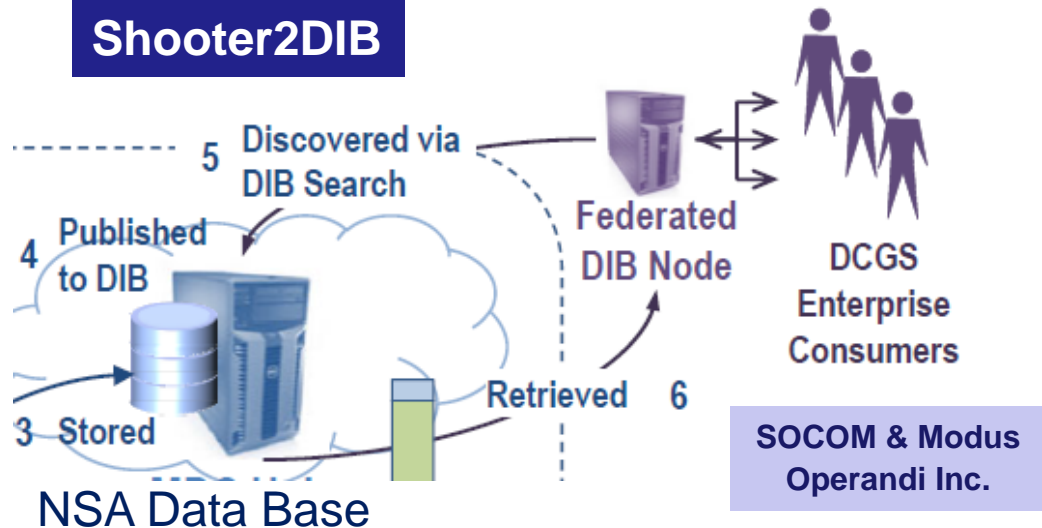 Shooter2DIB
5 Discovered via
DIB Search
4 Published
to DIB
3 Stored
NSA Data Base
Retrieved 6
Federated
DIB Node
DCGS
Enterprise
Consumers
SOCOM & Modus
Operandi Inc.